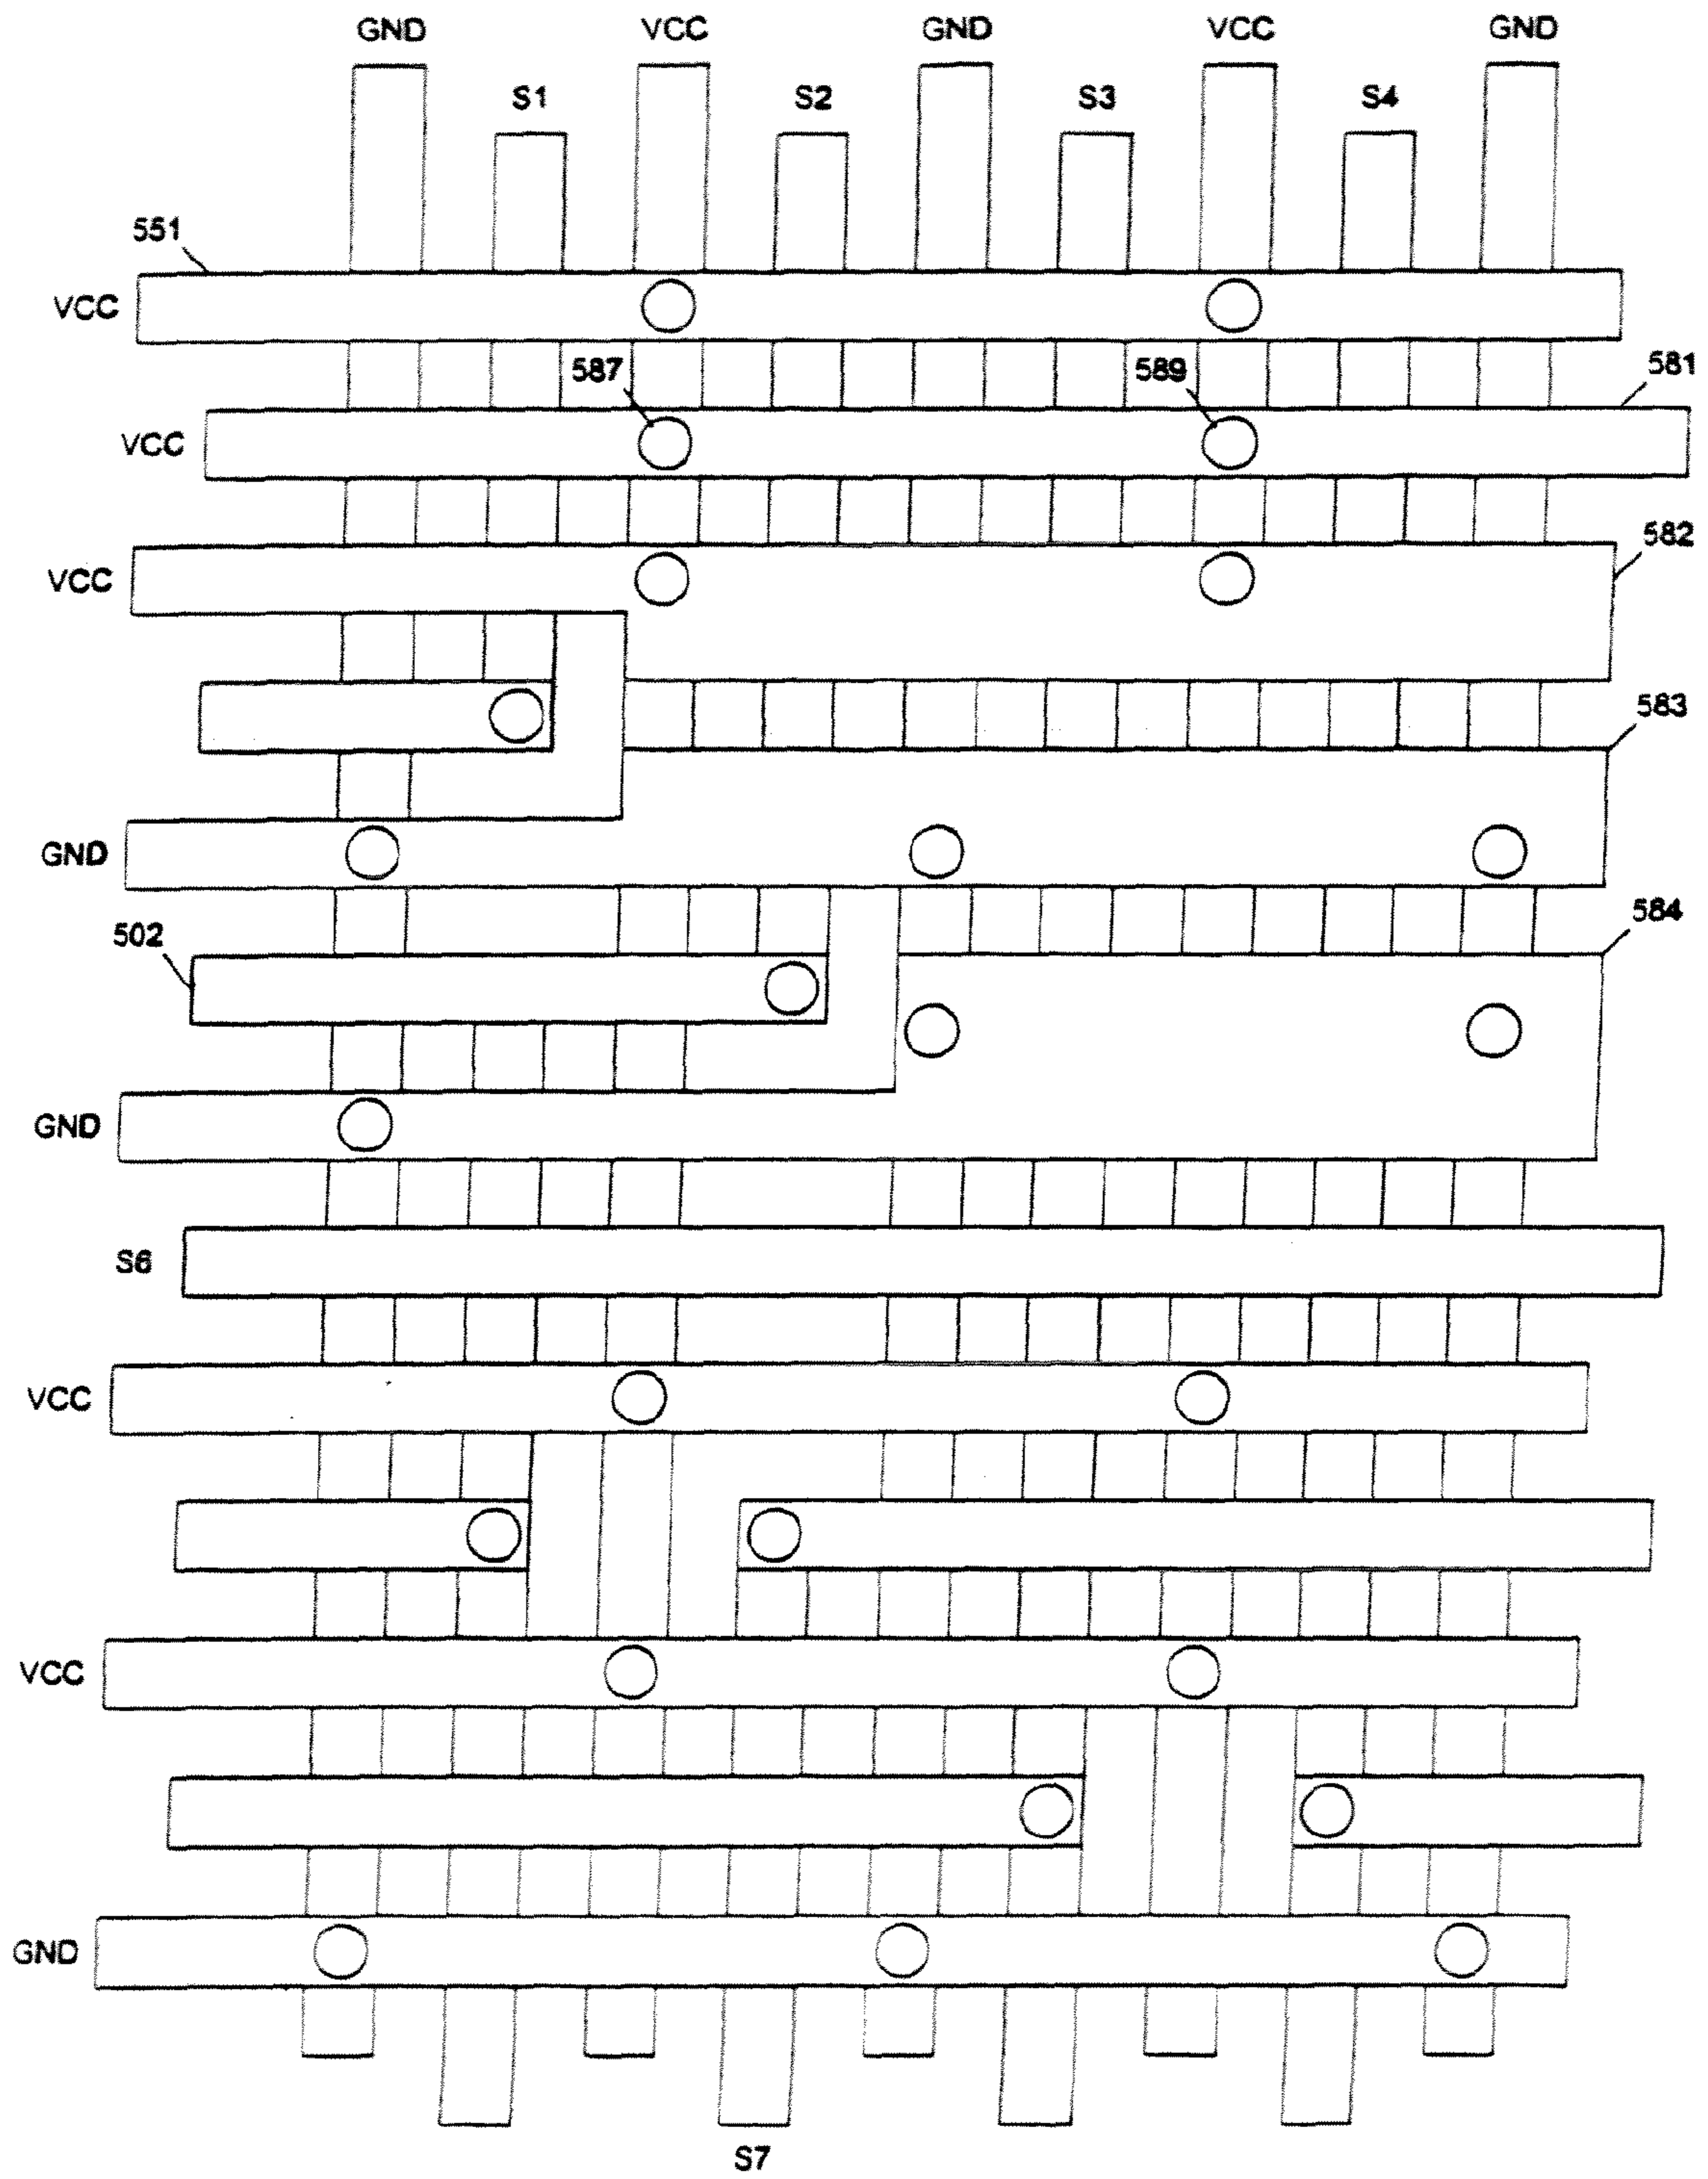 GND VCC GND VCC GND
S1 S2 S3 S4
551
VCC
587 589 581
VCC
582
VCC
583
GND
584
502
GND
S6
VCC
VCC
GND
S7